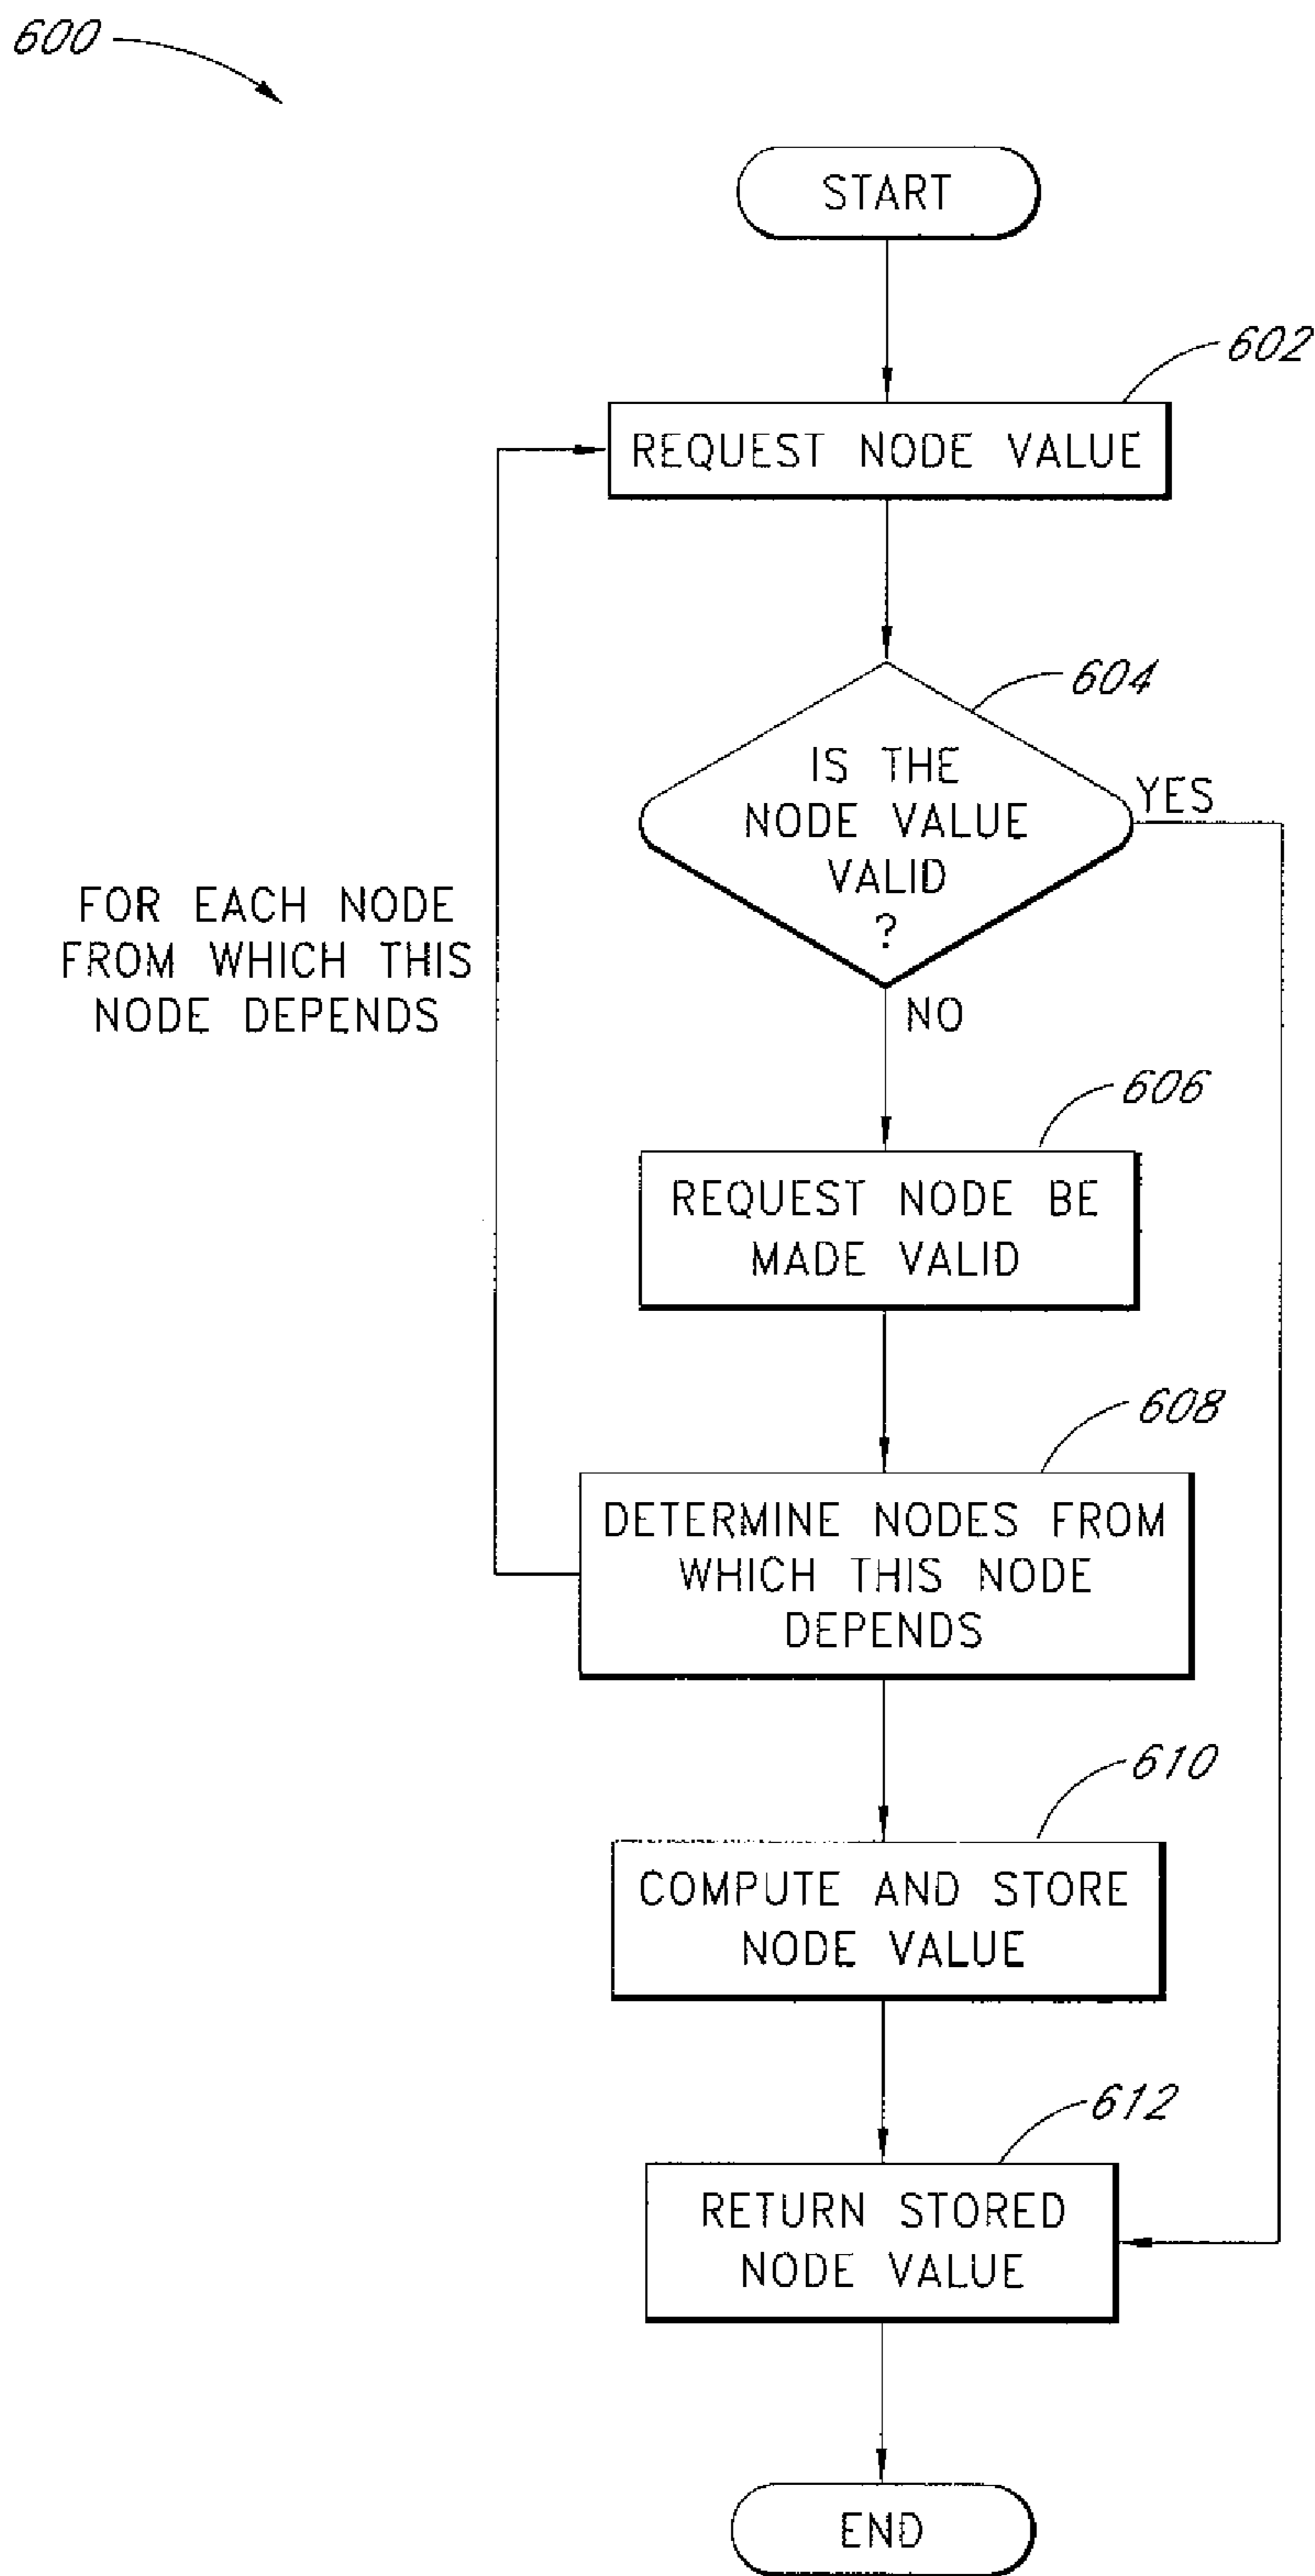 600
START
602
REQUEST NODE VALUE
604
IS THE
NODE VALUE
VALID
?
YES
FOR EACH NODE
FROM WHICH THIS
NODE DEPENDS
NO
606
REQUEST NODE BE
MADE VALID
608
DETERMINE NODES FROM
WHICH THIS NODE
DEPENDS
610
COMPUTE AND STORE
NODE VALUE
612
RETURN STORED
NODE VALUE
END